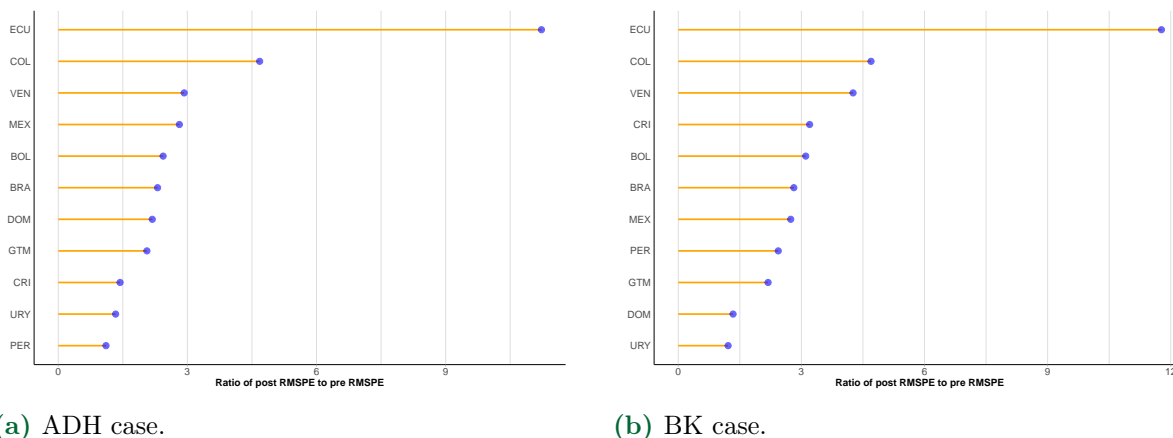 ECU
COL
VEN
MEX
BOL
BRA
DOM
GTM
CRI
URY
PER
0 3 6 9
Ratio of post RMSPE to pre RMSPE
(a) ADH case.
ECU
COL
VEN
CRI
BOL
BRA
MEX
PER
GTM
DOM
URY
0 3 6 9 12
Ratio of post RMSPE to pre RMSPE
(b) BK case.